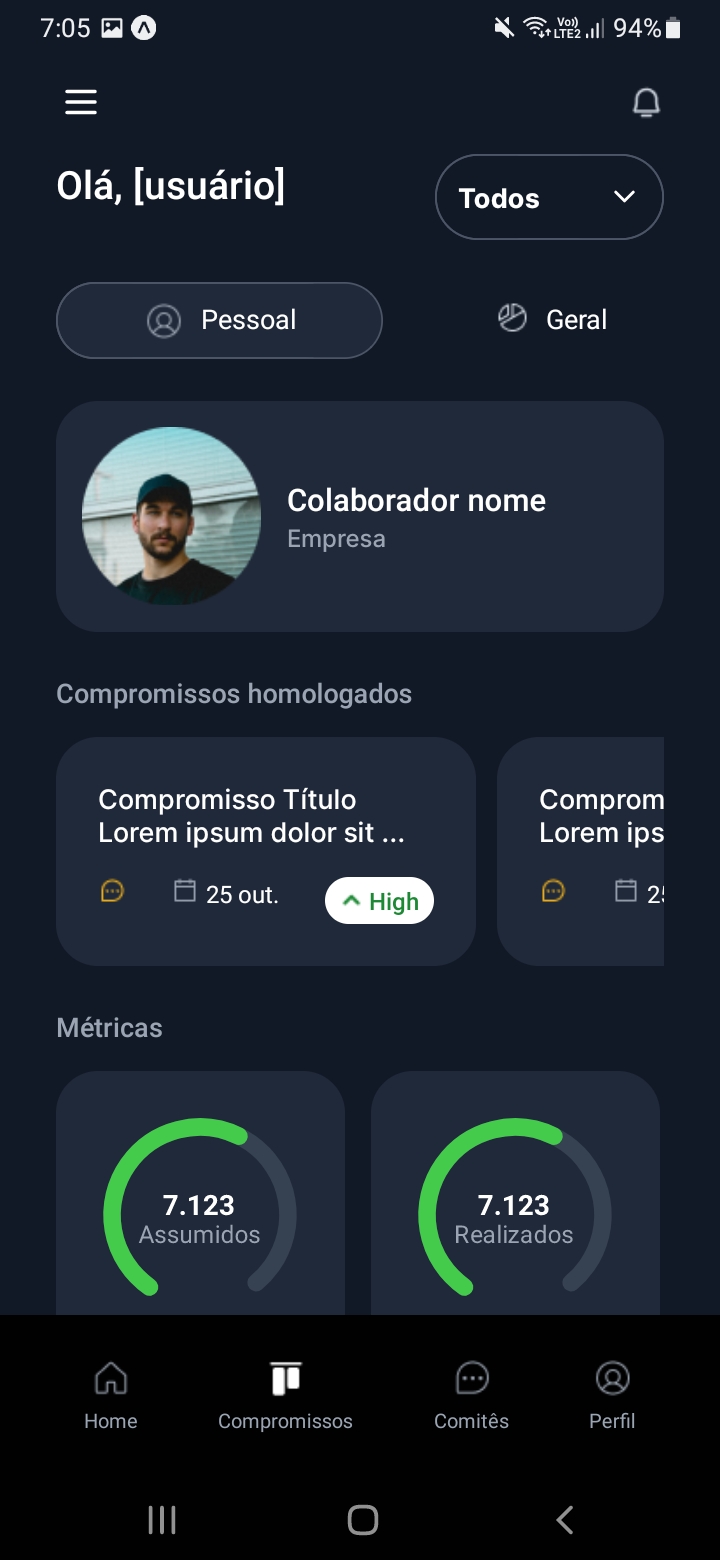 7:05 Vo)) LTE2 94%
Olá, [usuário]
Todos
Pessoal
Geral
Colaborador nome
Empresa
Compromissos homologados
Compromisso Título
Lorem ipsum dolor sit ...
25 out.
High
Comprom
Lorem ips
25
Métricas
7.123
Assumidos
7.123
Realizados
Home
Compromissos
Comitês
Perfil